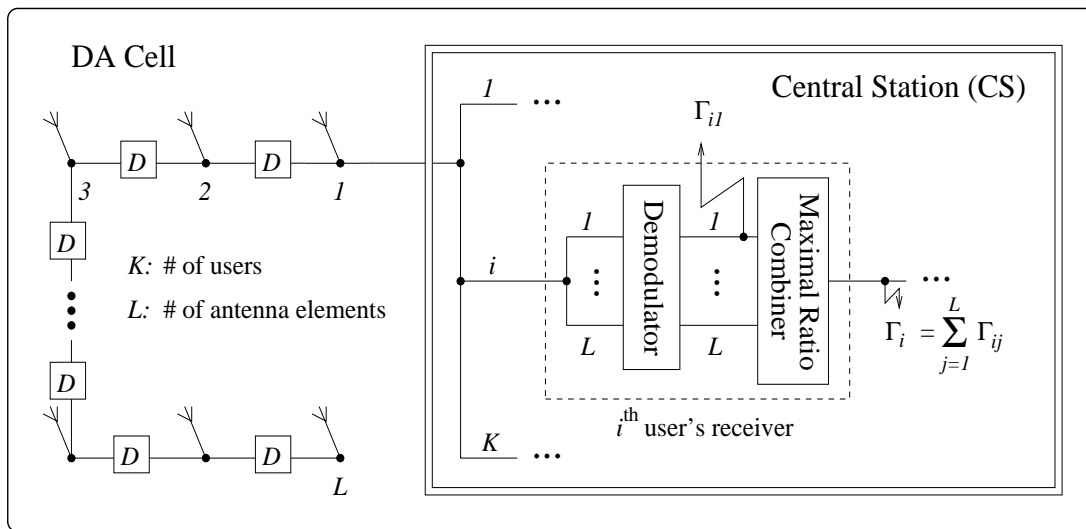 DA Cell
Central Station (CS)
1
Γi1
D
D
3
2
1
D
1
1
Demodulator
Maximal Ratio
Combiner
K: # of users
i
L: # of antenna elements
L
L
Γi = ∑ j=1 L Γij
D
ith user's receiver
D
D
K
L